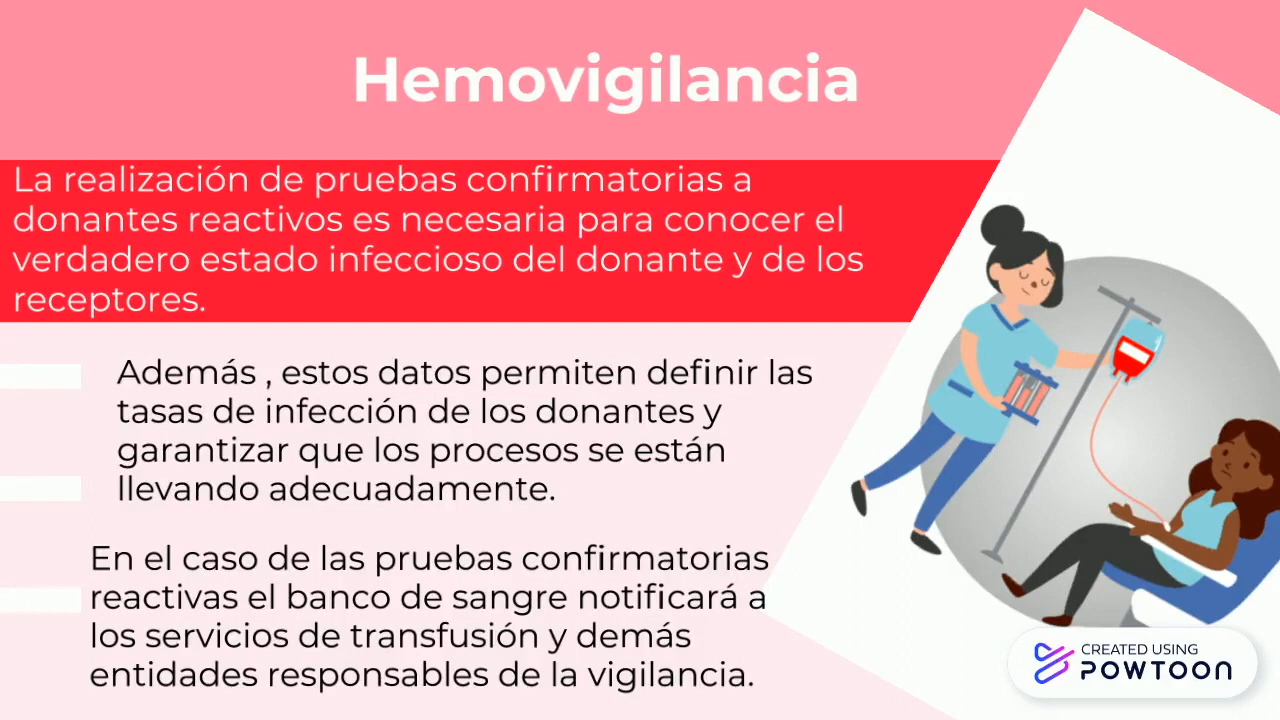 Hemovigilancia
La realización de pruebas confirmatorias a
donantes reactivos es necesaria para conocer el
verdadero estado infeccioso del donante y de los
receptores.
Además , estos datos permiten definir las
tasas de infección de los donantes y
garantizar que los procesos se están
llevando adecuadamente.
En el caso de las pruebas confirmatorias
reactivas el banco de sangre notificará a
los servicios de transfusión y demás
entidades responsables de la vigilancia.
CREATED USING
POWTOON